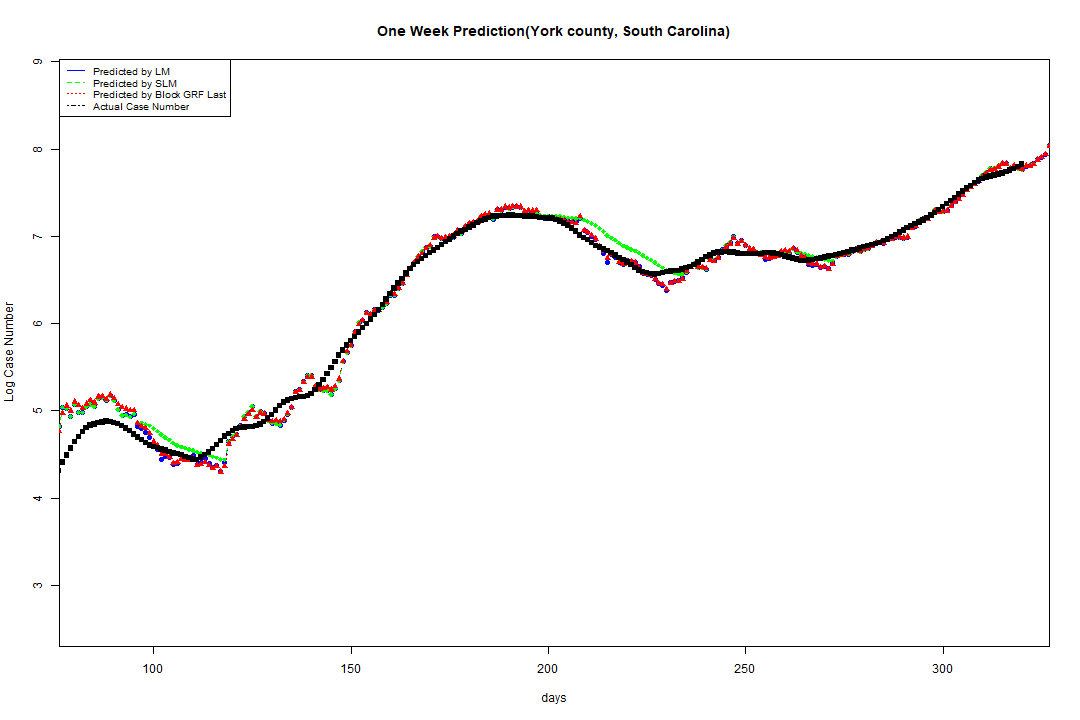 One Week Prediction(York county, South Carolina)
Predicted by LM
Predicted by SLM
Predicted by Block GRF Last
Actual Case Number
9
8
7
6
5
4
3
Log Case Number
100 150 200 250 300
days